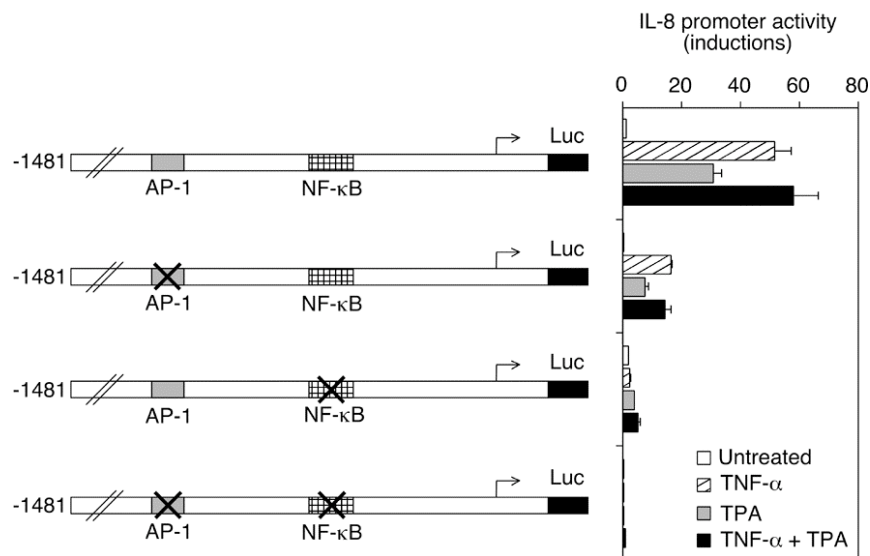 IL-8 promoter activity
(inductions)
0 20 40 60 80
-1481 Luc
AP-1 NF-κB
-1481 Luc
AP-1 NF-κB
-1481 Luc
AP-1 NF-κB
-1481 Luc
AP-1 NF-κB
Untreated
TNF-α
TPA
TNF-α + TPA